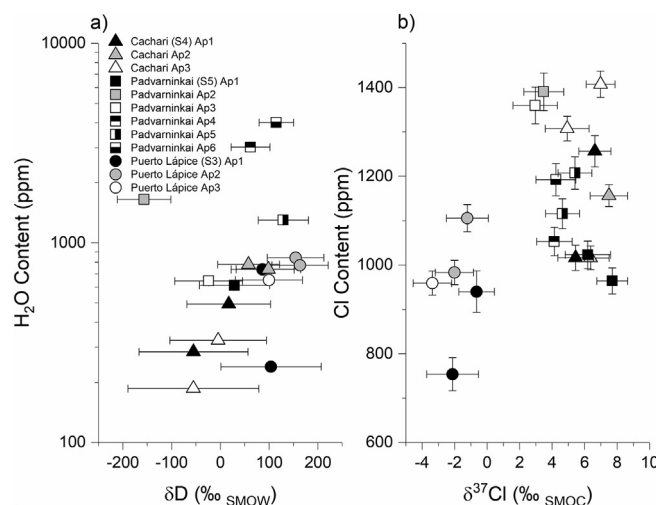 a)
10000
1000
100
H₂O Content (ppm)
Cachari (S4) Ap1
Cachari Ap2
Cachari Ap3
Padvarninkai (S5) Ap1
Padvarninkai Ap2
Padvarninkai Ap3
Padvarninkai Ap4
Padvarninkai Ap5
Padvarninkai Ap6
Puerto Lápice (S3) Ap1
Puerto Lápice Ap2
Puerto Lápice Ap3
-200 -100 0 100 200
δD (‰ SMOW)
b)
1400
1200
1000
800
600
Cl Content (ppm)
-4 -2 0 2 4 6 8 10
δ³⁷Cl (‰ SMOC)